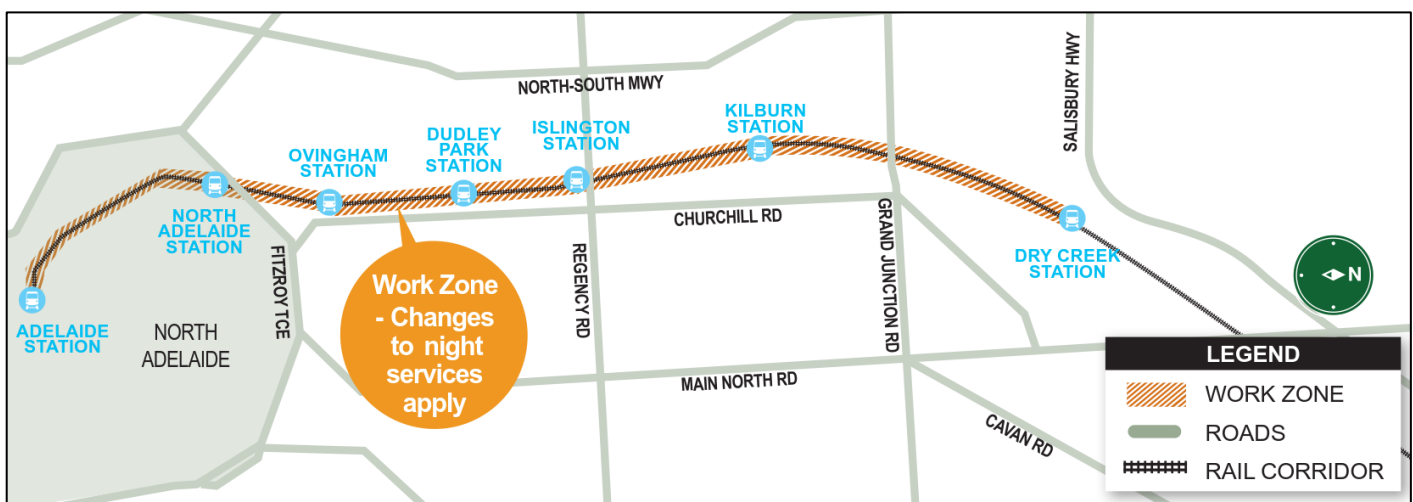 NORTH-SOUTH MWY
SALISBURY HWY
KILBURN
STATION
ISLINGTON
STATION
DUDLEY
PARK
STATION
OVINGHAM
STATION
NORTH
ADELAIDE
STATION
CHURCHILL RD
GRAND JUNCTION RD
REGENCY RD
FITZROY TCE
DRY CREEK
STATION
N
Work Zone
- Changes
to night
services
apply
ADELAIDE
STATION
NORTH
ADELAIDE
MAIN NORTH RD
CAVAN RD
LEGEND
WORK ZONE
ROADS
RAIL CORRIDOR